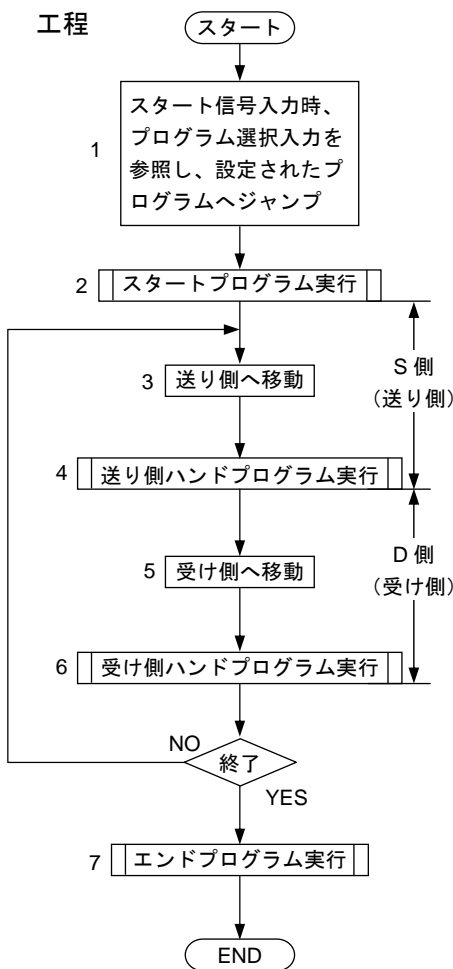 工程
スタート
1
スタート信号入力時、
プログラム選択入力を
参照し、設定されたプ
ログラムへジャンプ
2
スタートプログラム実行
3
送り側へ移動
S 側
（送り側）
4
送り側ハンドプログラム実行
5
受け側へ移動
D 側
（受け側）
6
受け側ハンドプログラム実行
NO
終了
YES
7
エンドプログラム実行
END